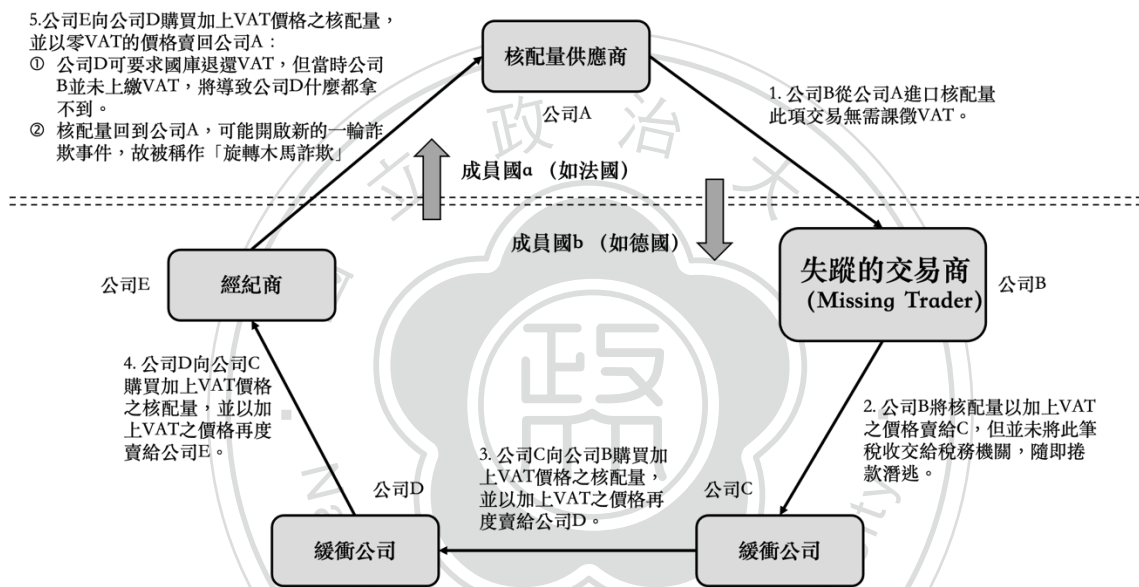 5.公司E向公司D購買加上VAT價格之核配量，
並以零VAT的價格賣回公司A：
① 公司D可要求國庫退還VAT，但當時公司
B並未上繳VAT，將導致公司D什麼都拿
不到。
② 核配量回到公司A，可能開啟新的一輪詐
欺事件，故被稱作「旋轉木馬詐欺」
核配量供應商
公司A
1. 公司B從公司A進口核配量
此項交易無需課徵VAT。
成員國a （如法國）
成員國b （如德國）
公司E
經紀商
失蹤的交易商
(Missing Trader)
公司B
4. 公司D向公司C
購買加上VAT價格
之核配量，並以加
上VAT之價格再度
賣給公司E。
2. 公司B將核配量以加上VAT
之價格賣給C，但並未將此筆
稅收交給稅務機關，隨即捲
款潛逃。
3. 公司C向公司B購買加
上VAT價格之核配量，
並以加上VAT之價格再
度賣給公司D。
公司D
公司C
緩衝公司
緩衝公司
立政治大
政